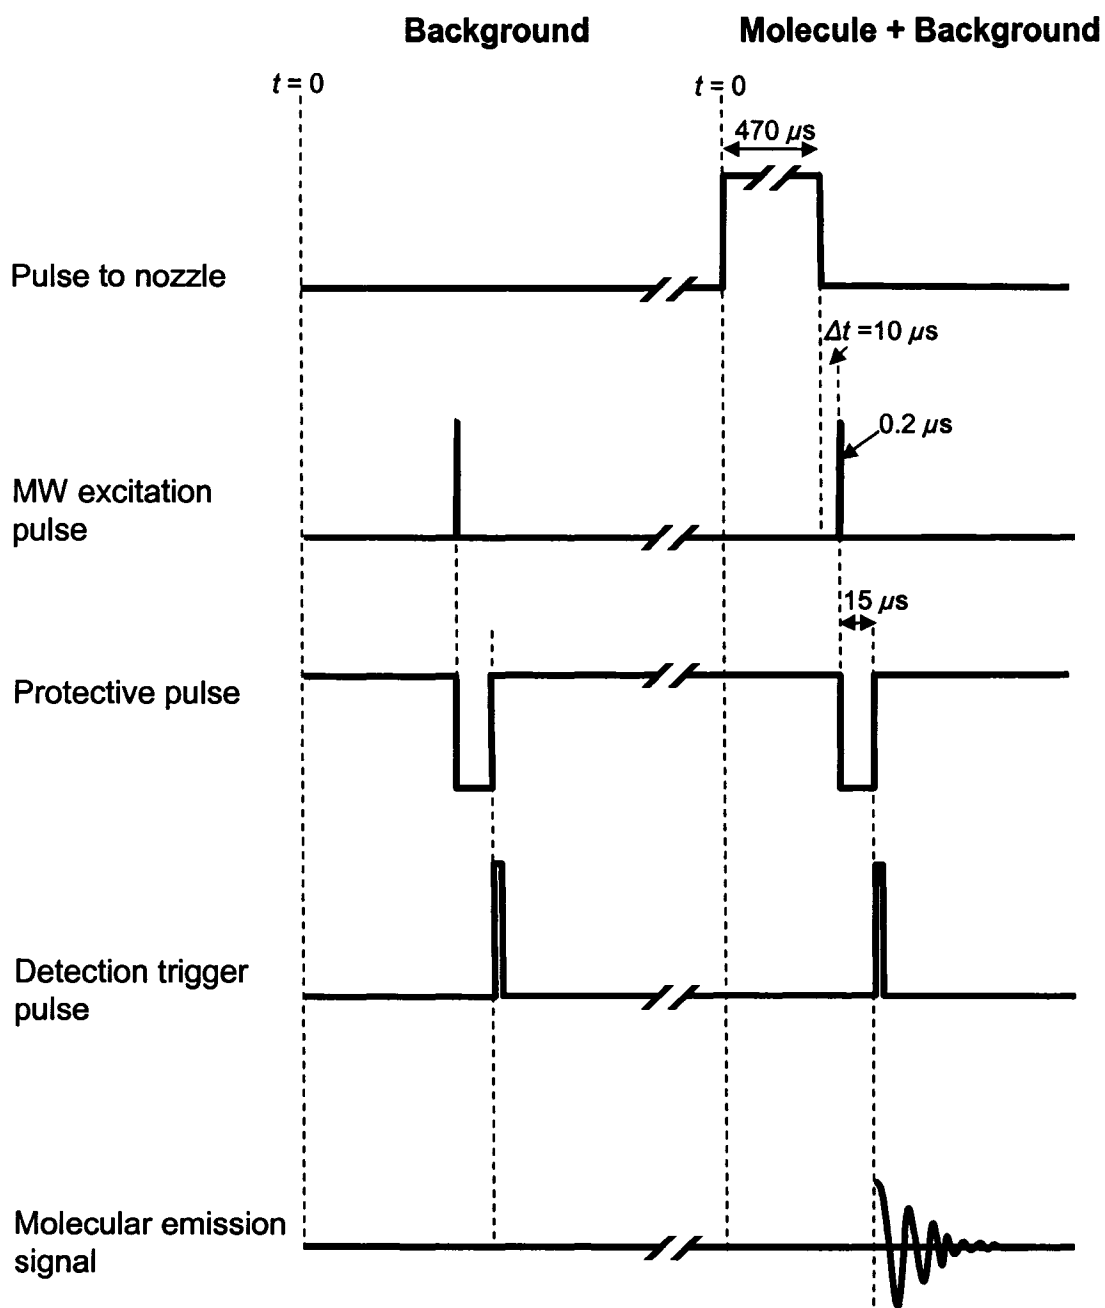 Background
Molecule + Background
t = 0
t = 0
470 μs
Pulse to nozzle
Δt =10 μs
0.2 μs
MW excitation
pulse
15 μs
Protective pulse
Detection trigger
pulse
Molecular emission
signal